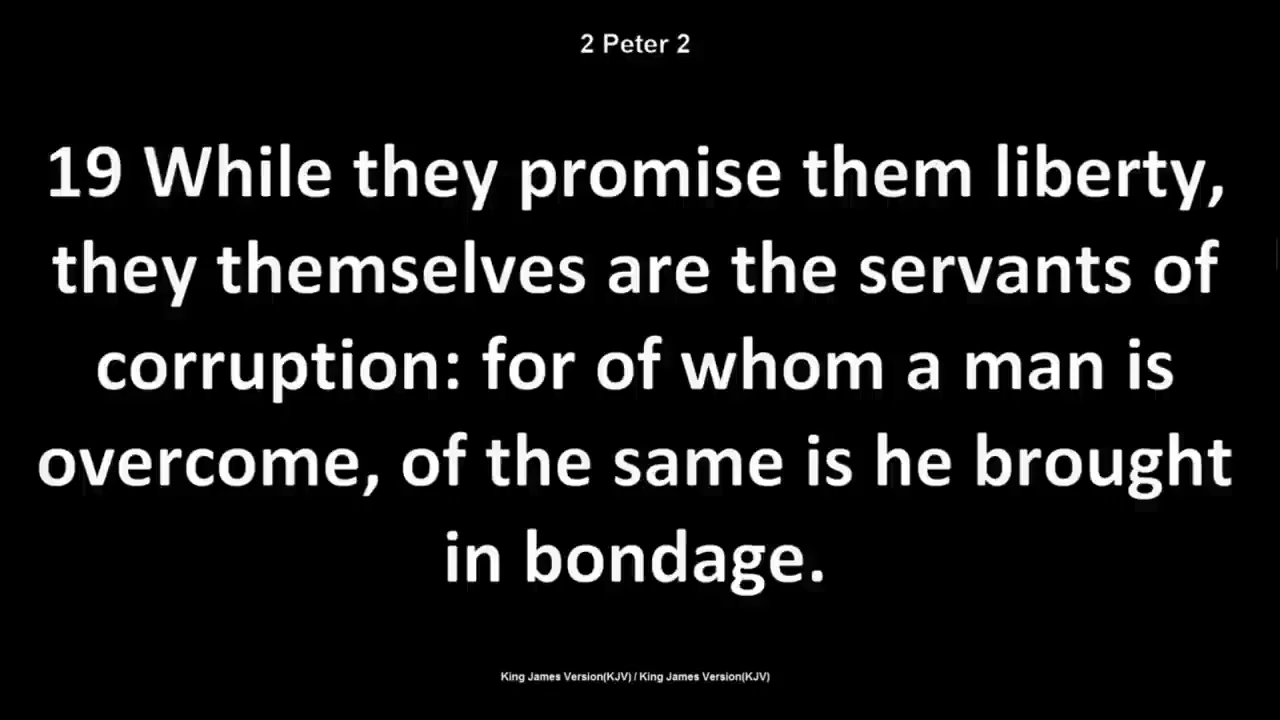 2 Peter 2
19 While they promise them liberty,
they themselves are the servants of
corruption: for of whom a man is
overcome, of the same is he brought
in bondage.
King James Version(KJV) / King James Version(KJV)